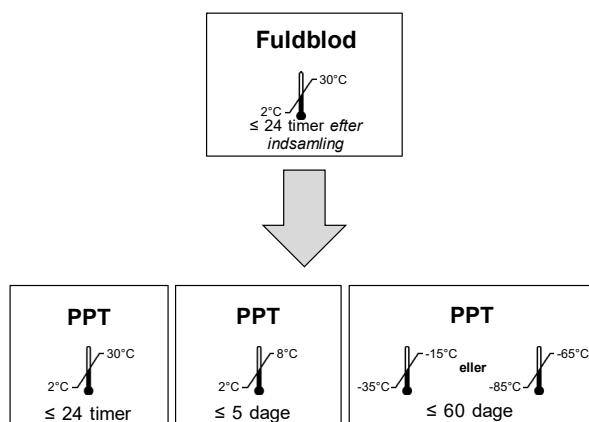 Fuldblod
30°C
2°C
≤ 24 timer efter
indsamling
PPT
30°C
2°C
≤ 24 timer
PPT
8°C
2°C
≤ 5 dage
PPT
-15°C
eller
-65°C
-35°C
-85°C
≤ 60 dage